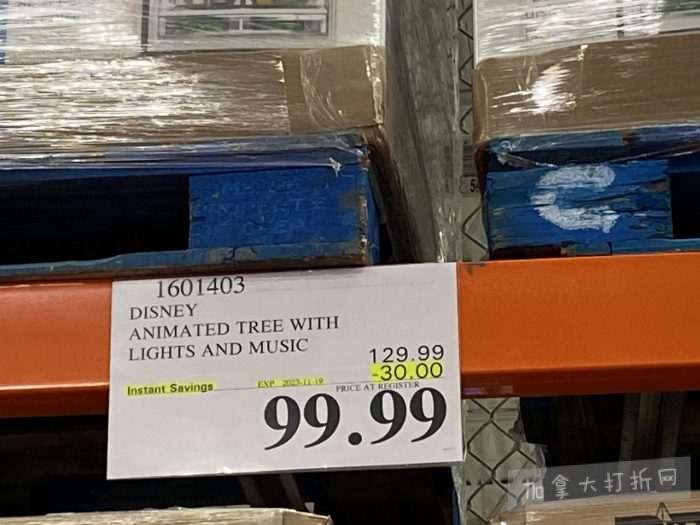 1601403
DISNEY
ANIMATED TREE WITH
LIGHTS AND MUSIC
129.99
-30.00
Instant Savings EXP 2023-11-19 PRICE AT REGISTER
99.99
加拿大打折网